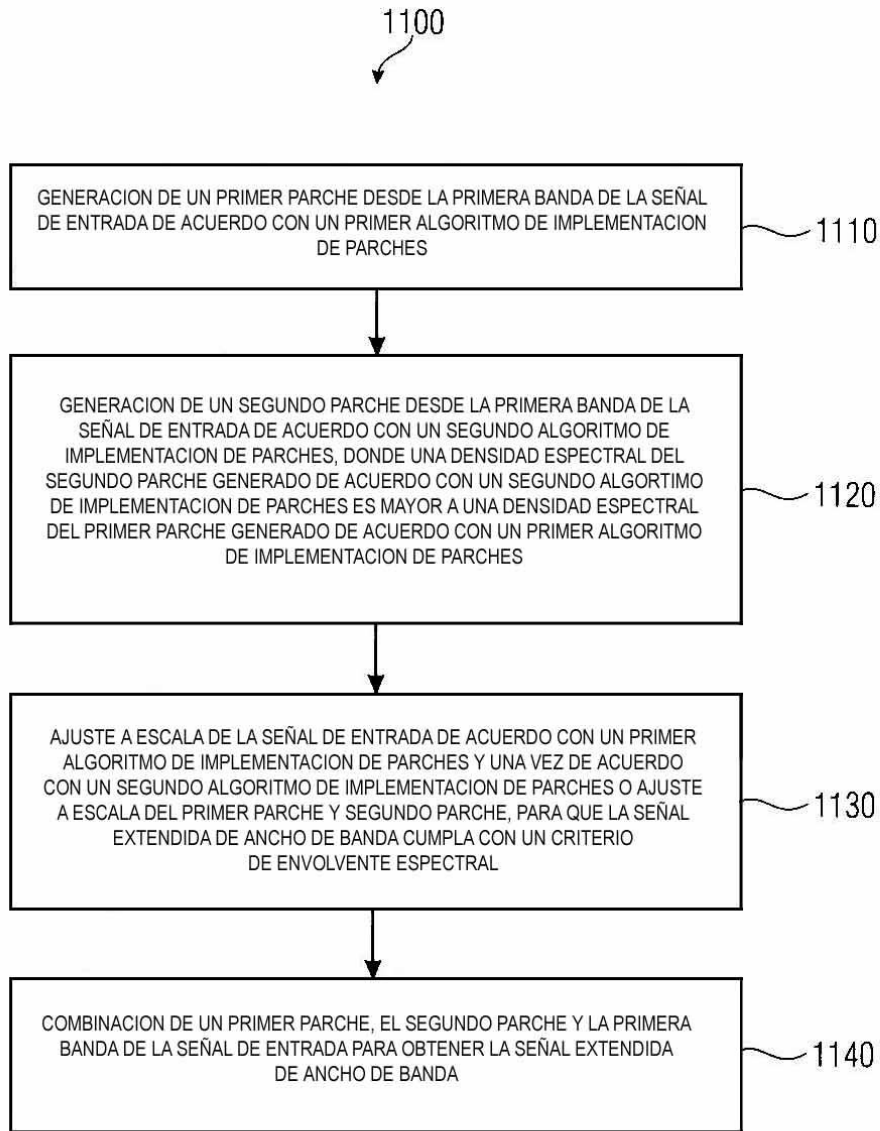 1100
GENERACION DE UN PRIMER PARCHE DESDE LA PRIMERA BANDA DE LA SEÑAL
DE ENTRADA DE ACUERDO CON UN PRIMER ALGORITMO DE IMPLEMENTACION
DE PARCHES
1110
GENERACION DE UN SEGUNDO PARCHE DESDE LA PRIMERA BANDA DE LA
SEÑAL DE ENTRADA DE ACUERDO CON UN SEGUNDO ALGORITMO DE
IMPLEMENTACION DE PARCHES, DONDE UNA DENSIDAD ESPECTRAL DEL
SEGUNDO PARCHE GENERADO DE ACUERDO CON UN SEGUNDO ALGORTIMO
DE IMPLEMENTACION DE PARCHES ES MAYOR A UNA DENSIDAD ESPECTRAL
DEL PRIMER PARCHE GENERADO DE ACUERDO CON UN PRIMER ALGORITMO
DE IMPLEMENTACION DE PARCHES
1120
AJUSTE A ESCALA DE LA SEÑAL DE ENTRADA DE ACUERDO CON UN PRIMER
ALGORITMO DE IMPLEMENTACION DE PARCHES Y UNA VEZ DE ACUERDO
CON UN SEGUNDO ALGORITMO DE IMPLEMENTACION DE PARCHES O AJUSTE
A ESCALA DEL PRIMER PARCHE Y SEGUNDO PARCHE, PARA QUE LA SEÑAL
EXTENDIDA DE ANCHO DE BANDA CUMPLA CON UN CRITERIO
DE ENVOLVENTE ESPECTRAL
1130
COMBINACION DE UN PRIMER PARCHE, EL SEGUNDO PARCHE Y LA PRIMERA
BANDA DE LA SEÑAL DE ENTRADA PARA OBTENER LA SEÑAL EXTENDIDA
DE ANCHO DE BANDA
1140